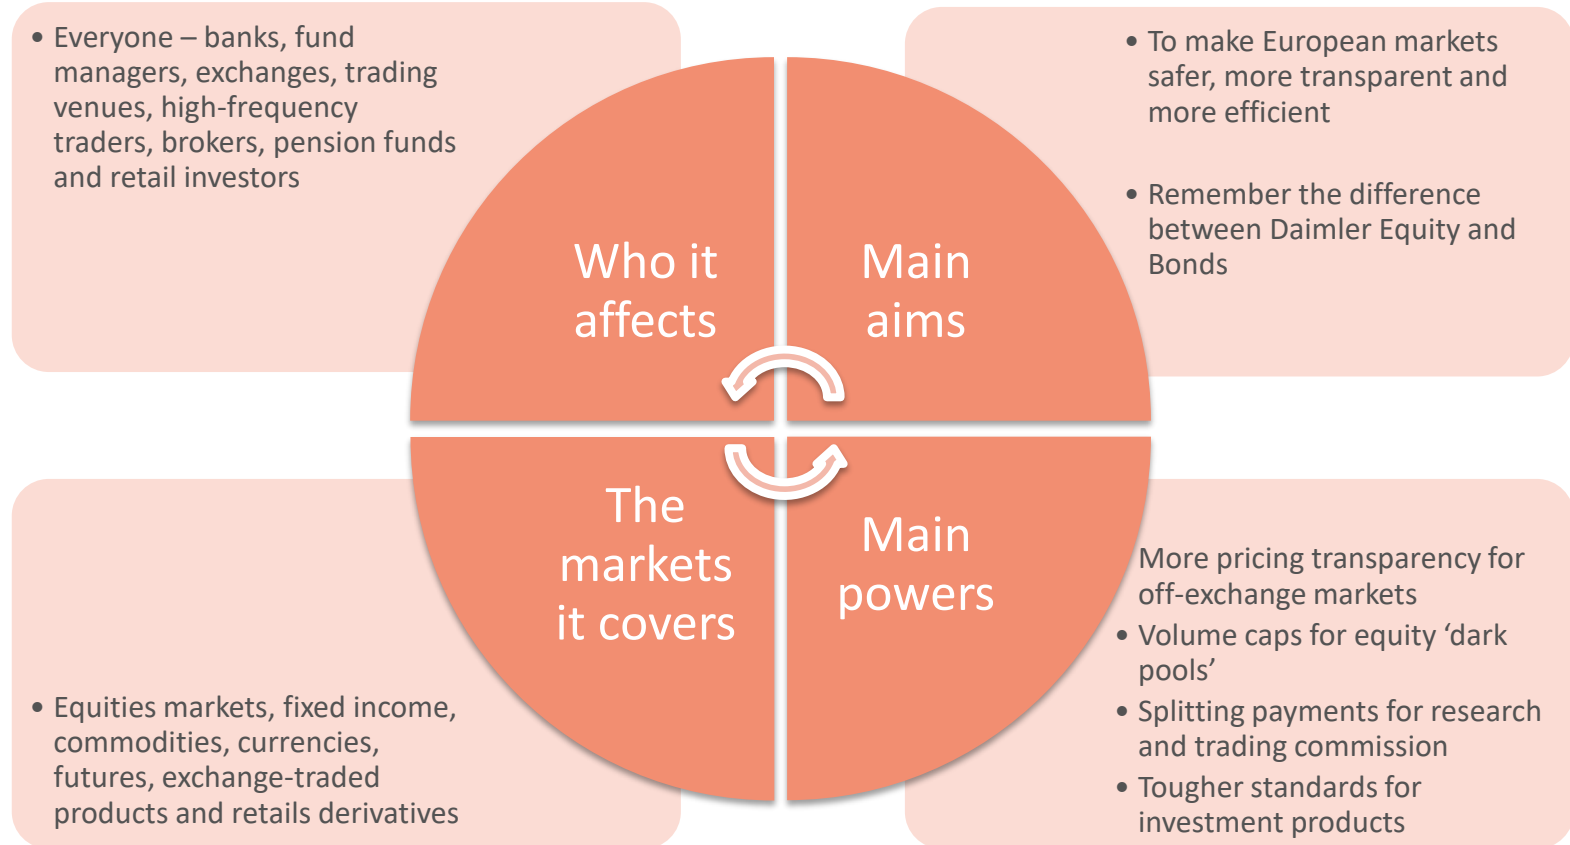 • Everyone – banks, fund
managers, exchanges, trading
venues, high-frequency
traders, brokers, pension funds
and retail investors
• To make European markets
safer, more transparent and
more efficient
• Remember the difference
between Daimler Equity and
Bonds
Who it
affects
Main
aims
The
markets
it covers
Main
powers
• Equities markets, fixed income,
commodities, currencies,
futures, exchange-traded
products and retails derivatives
More pricing transparency for
off-exchange markets
• Volume caps for equity ‘dark
pools’
• Splitting payments for research
and trading commission
• Tougher standards for
investment products